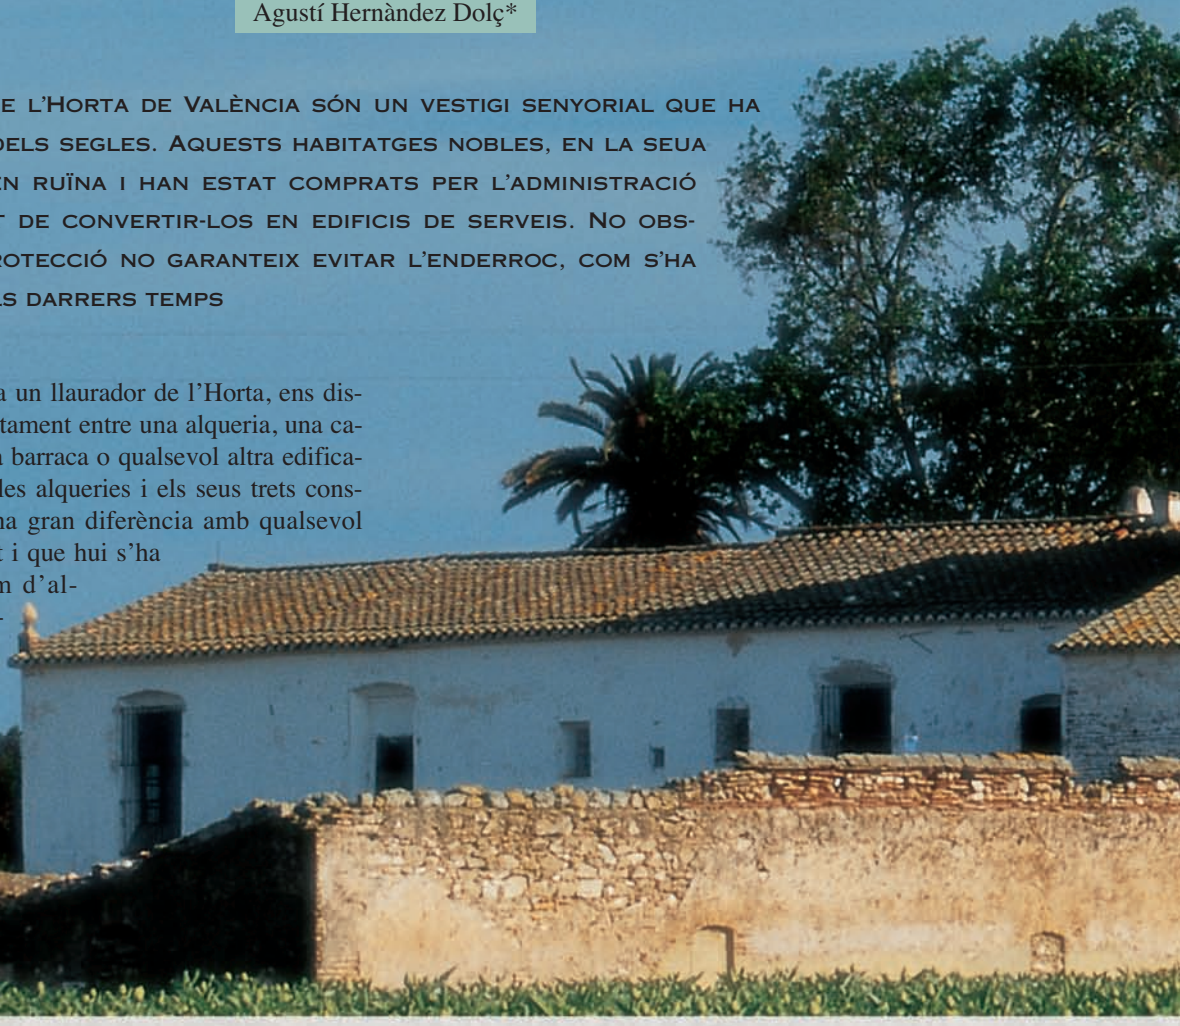 Agustí Hernàndez Dolç*
E L'HORTA DE VALÈNCIA SÓN UN VESTIGI SENYORIAL QUE HA
DELS SEGLES. AQUESTS HABITATGES NOBLES, EN LA SEUA
EN RUÏNA I HAN ESTAT COMPRATS PER L'ADMINISTRACIÓ
T DE CONVERTIR-LOS EN EDIFICIS DE SERVEIS. NO OBS-
ROTECCIÓ NO GARANTEIX EVITAR L'ENDERROC, COM S'HA
LS DARRERS TEMPS
a un llaurador de l'Horta, ens dis-
tament entre una alqueria, una ca-
a barraca o qualsevol altra edifica-
les alqueries i els seus trets cons-
na gran diferència amb qualsevol
t i que hui s'ha
m d'al-
-